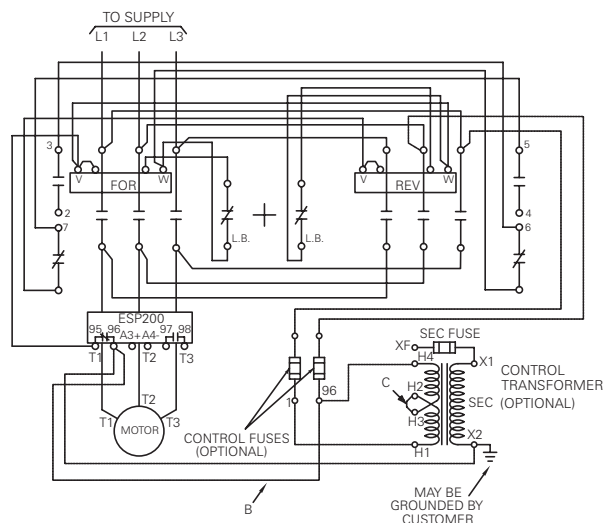 TO SUPPLY
L1 L2 L3
3
5
V W
FOR
V W
REV
2
7
4
6
L.B.
L.B.
ESP200
95 96 A3+A4- 97 98
T1 T2 T3
T2
T1 T3
MOTOR
SEC FUSE
XF
H4
X1
CONTROL
TRANSFORMER
(OPTIONAL)
C
H2
SEC
H3
1
96
CONTROL FUSES
(OPTIONAL)
H1
X2
B
MAY BE
GROUNDED BY
CUSTOMER